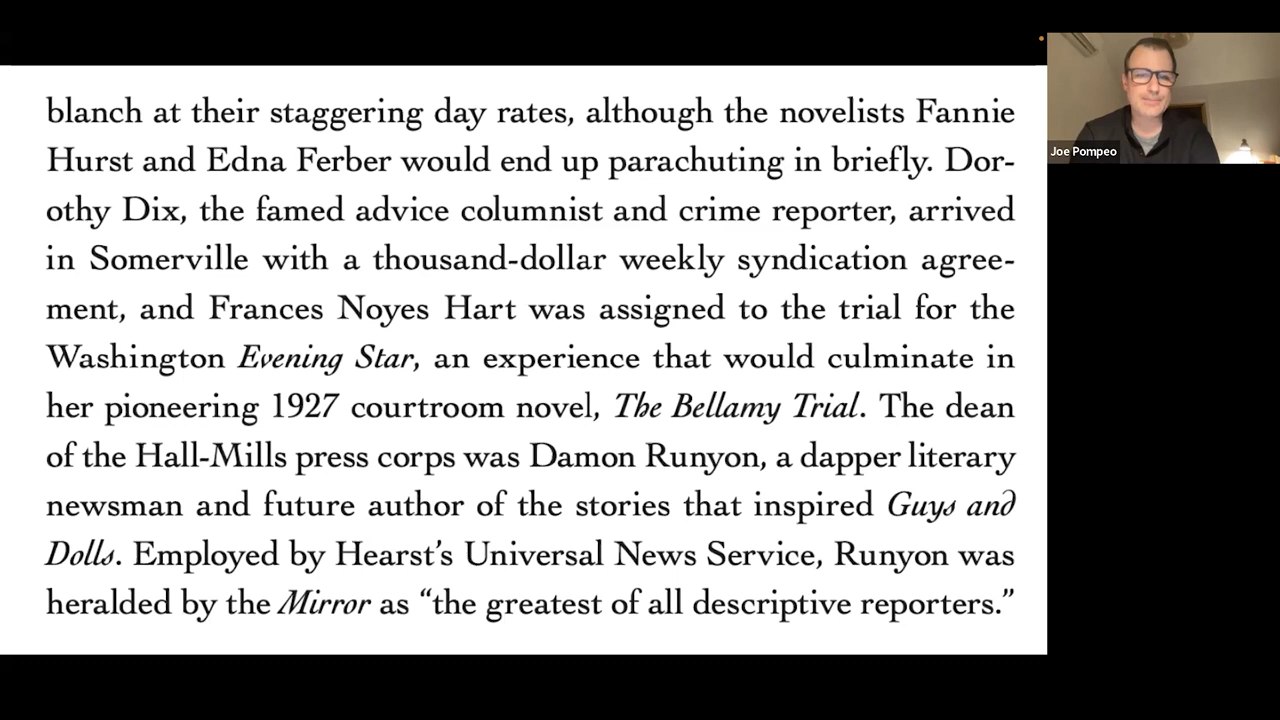 blanch at their staggering day rates, although the novelists Fannie
Hurst and Edna Ferber would end up parachuting in briefly. Dor-
othy Dix, the famed advice columnist and crime reporter, arrived
in Somerville with a thousand-dollar weekly syndication agree-
ment, and Frances Noyes Hart was assigned to the trial for the
Washington Evening Star, an experience that would culminate in
her pioneering 1927 courtroom novel, The Bellamy Trial. The dean
of the Hall-Mills press corps was Damon Runyon, a dapper literary
newsman and future author of the stories that inspired Guys and
Dolls. Employed by Hearst’s Universal News Service, Runyon was
heralded by the Mirror as “the greatest of all descriptive reporters.”
Joe Pompeo